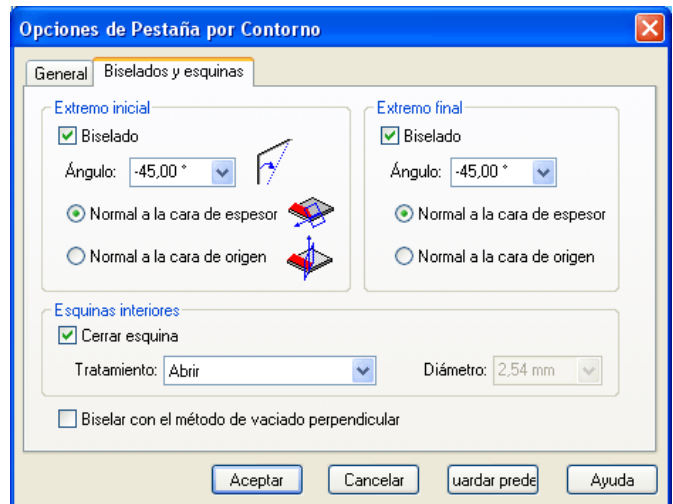 Opciones de Pestaña por Contorno
General Biselados y esquinas
Extremo inicial Extremo final
Biselado Biselado
Ángulo: -45,00 ° Ángulo: -45,00 °
Normal a la cara de espesor Normal a la cara de espesor
Normal a la cara de origen Normal a la cara de origen
Esquinas interiores
Cerrar esquina
Tratamiento: Abrir Diámetro: 2,54 mm
Biselar con el método de vaciado perpendicular
Aceptar Cancelar uardar prede Ayuda